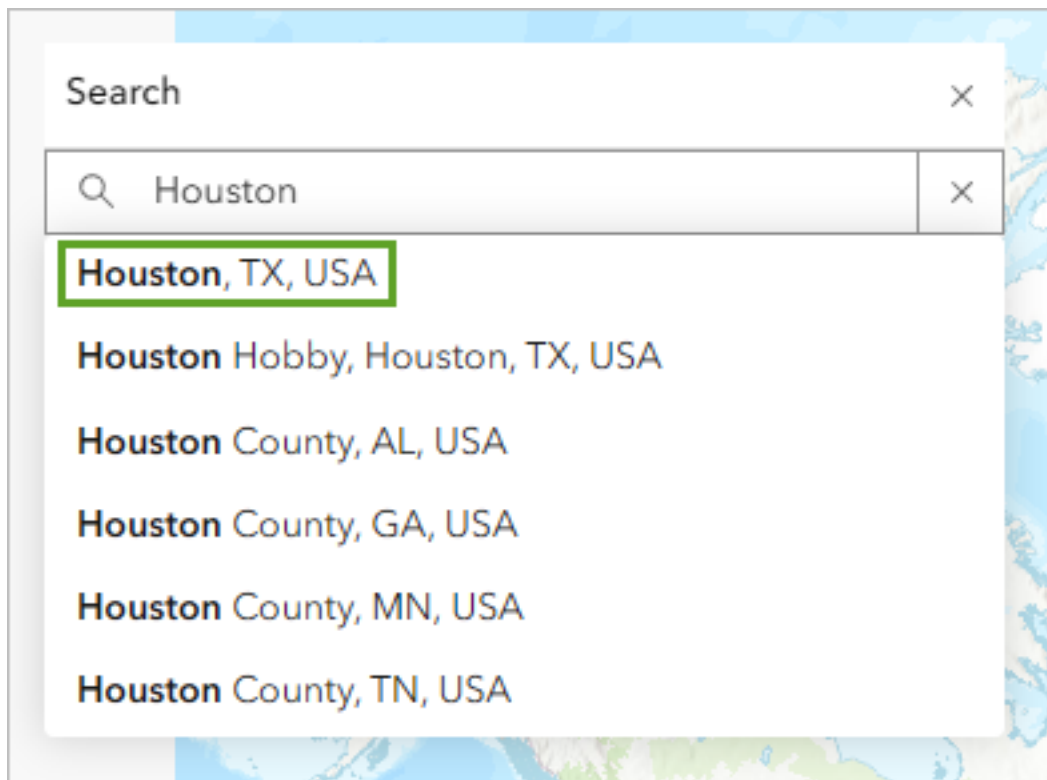 Search
Houston
Houston, TX, USA
Houston Hobby, Houston, TX, USA
Houston County, AL, USA
Houston County, GA, USA
Houston County, MN, USA
Houston County, TN, USA